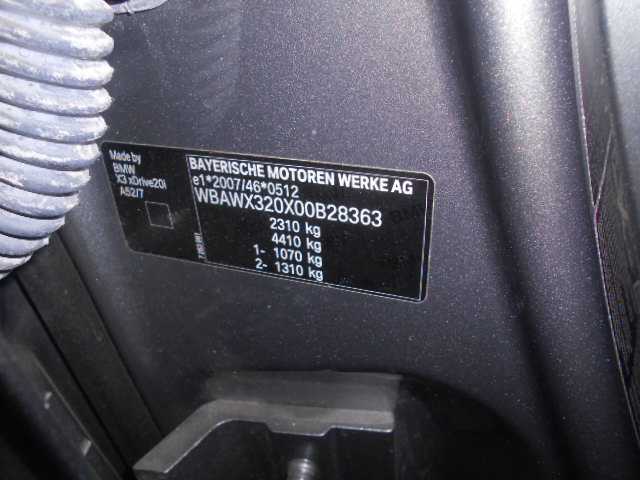 Made by
BMW
X3 xDrive20i
A52/7
BAYERISCHE MOTOREN WERKE AG
e1*2007/46*0512
WBAWX320X00B28363
2310 kg
4410 kg
1- 1070 kg
2- 1310 kg